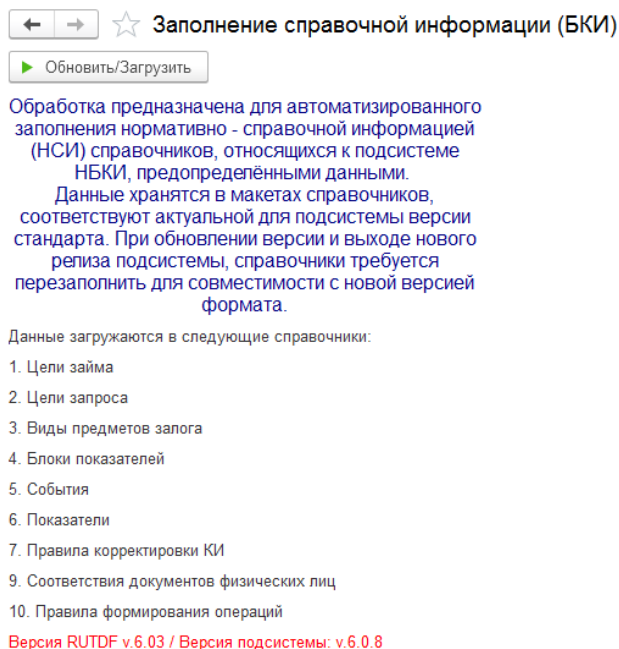 Заполнение справочной информации (БКИ)
Обновить/Загрузить
Обработка предназначена для автоматизированного
заполнения нормативно - справочной информацией
(НСИ) справочников, относящихся к подсистеме
НБКИ, предопределёнными данными.
Данные хранятся в макетах справочников,
соответствуют актуальной для подсистемы версии
стандарта. При обновлении версии и выходе нового
релиза подсистемы, справочники требуется
перезаполнить для совместимости с новой версией
формата.
Данные загружаются в следующие справочники:
1. Цели займа
2. Цели запроса
3. Виды предметов залога
4. Блоки показателей
5. События
6. Показатели
7. Правила корректировки КИ
9. Соответствия документов физических лиц
10. Правила формирования операций
Версия RUTDF v.6.03 / Версия подсистемы: v.6.0.8